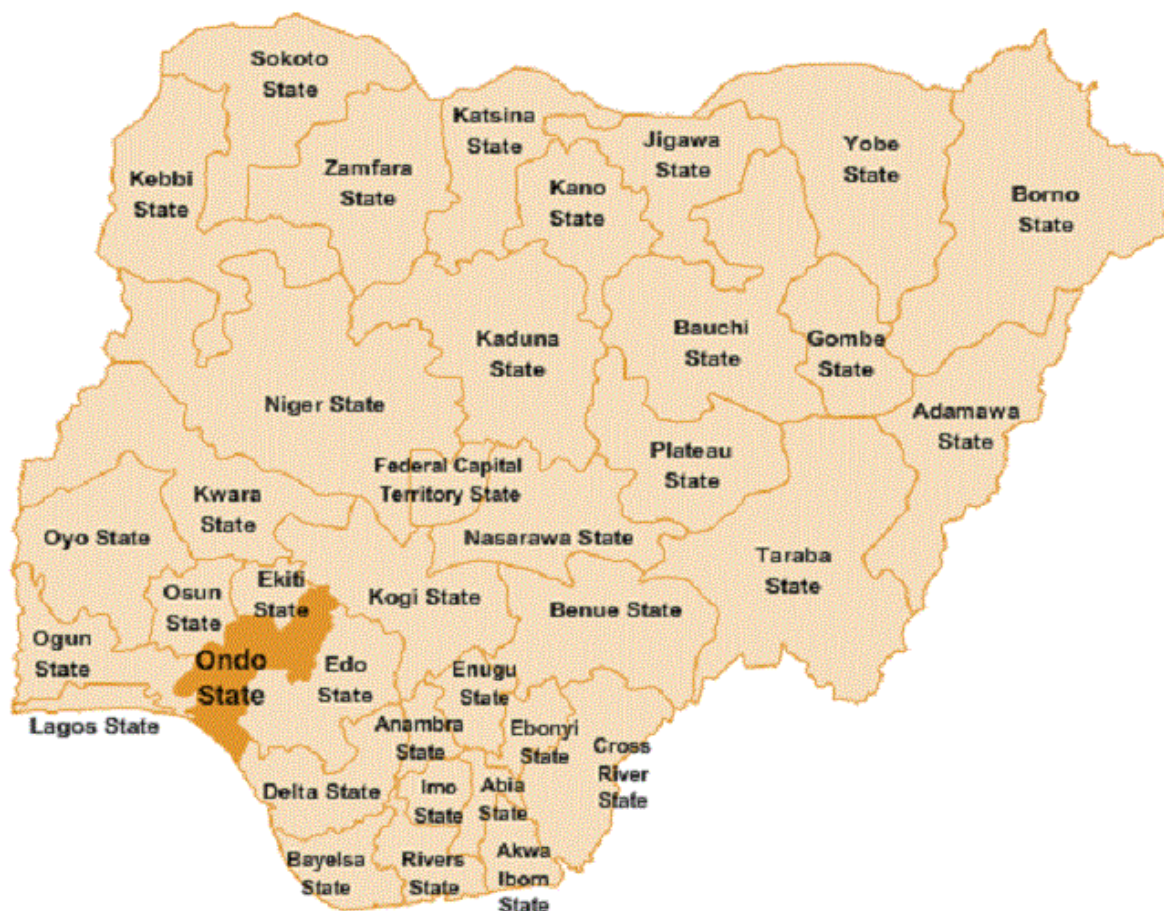 Sokoto
State
Katsina
State
Jigawa
State
Yobe
State
Kebbi
State
Zamfara
State
Kano
State
Borno
State
Kaduna
State
Bauchi
State
Gombe
State
Niger State
Adamawa
State
Federal Capital
Territory State
Plateau
State
Kwara
State
Oyo State
Nasarawa State
Taraba
State
Osun
State
Ekiti
State
Kogi State
Benue State
Ogun
State
Ondo
State
Edo
State
Enugu
State
Lagos State
Anambra
State
Ebonyi
State
Cross
River
State
Delta State
Imo
State
Abia
State
Bayelsa
State
Rivers
State
Akwa
Ibom
State